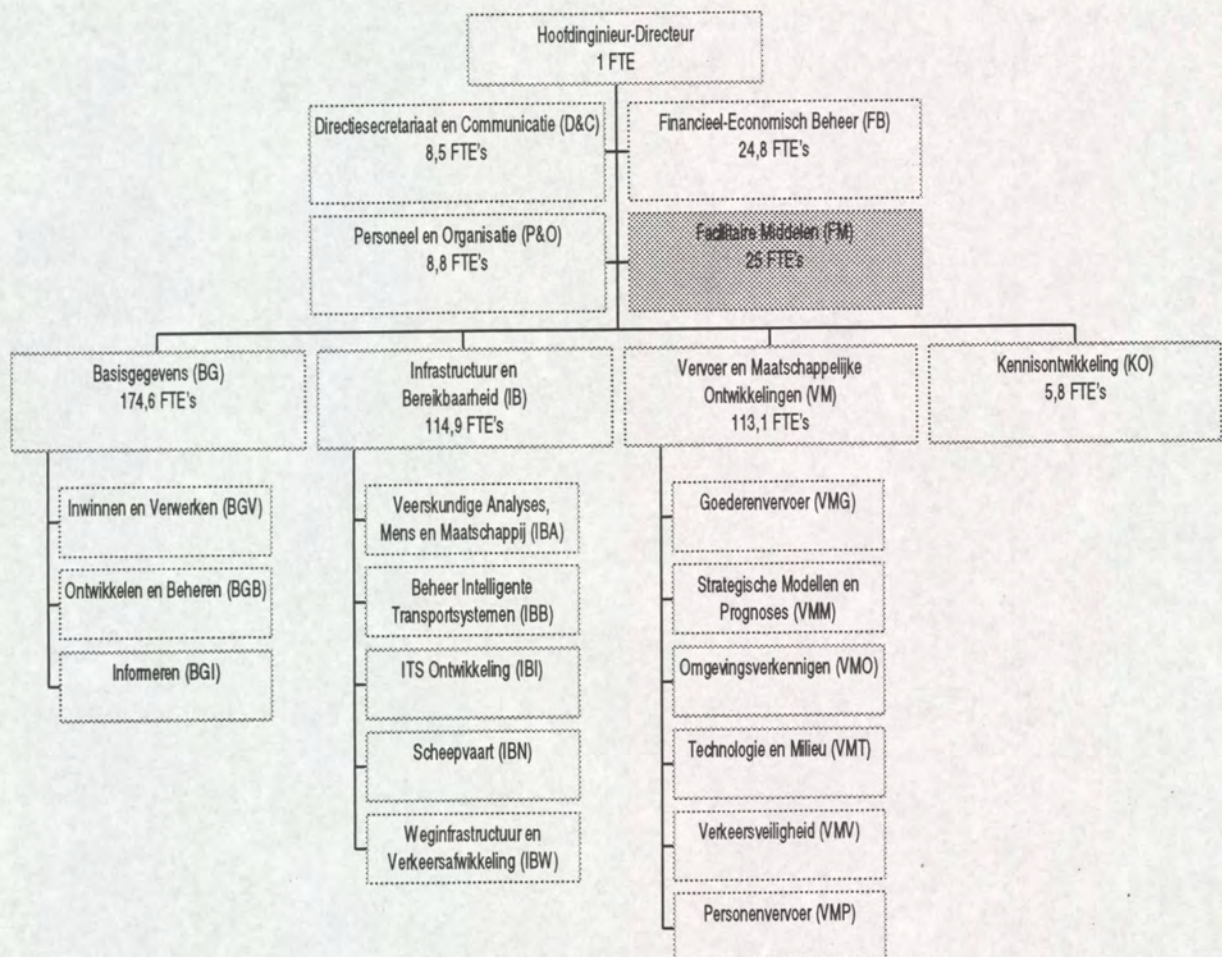 Hoofdinginieur-Directeur
1 FTE
Directiesecretariaat en Communicatie (D&C)
8,5 FTE's
Financieel-Economisch Beheer (FB)
24,8 FTE's
Personeel en Organisatie (P&O)
8,8 FTE's
Facilitaire Middelen (FM)
25 FTE's
Basisgegevens (BG)
174,6 FTE's
Infrastructuur en
Bereikbaarheid (IB)
114,9 FTE's
Vervoer en Maatschappelijke
Ontwikkelingen (VM)
113,1 FTE's
Kennisontwikkeling (KO)
5,8 FTE's
Inwinnen en Verwerken (BGV)
Ontwikkelen en Beheren (BGB)
Informeren (BGI)
Veerskundige Analyses,
Mens en Maatschappij (IBA)
Beheer Intelligente
Transportsystemen (IBB)
ITS Ontwikkeling (IBI)
Scheepvaart (IBN)
Weginfrastructuur en
Verkeersafwikkeling (IBW)
Goederenvervoer (VMG)
Strategische Modellen en
Prognoses (VMM)
Omgevingsverkennigen (VMO)
Technologie en Milieu (VMT)
Verkeersveiligheid (VMV)
Personenvervoer (VMP)